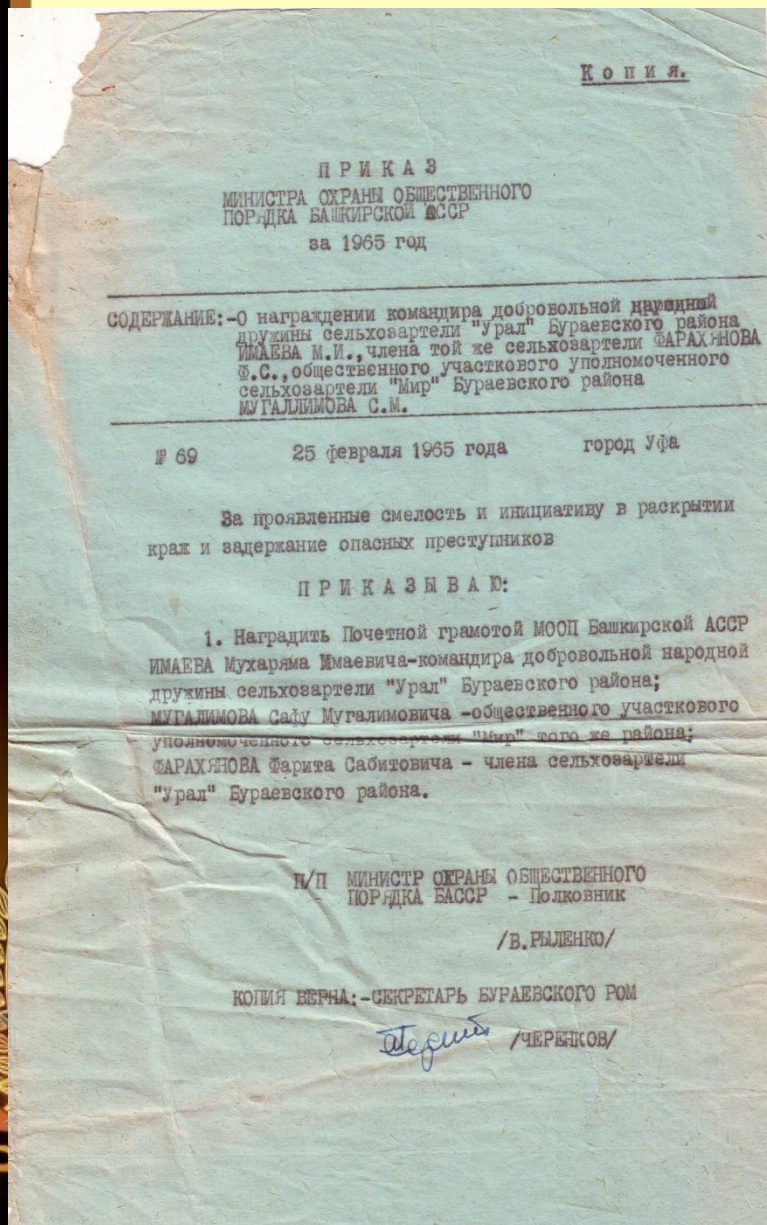 Копия.
ПРИКАЗ
МИНИСТРА ОХРАНЫ ОБЩЕСТВЕННОГО
ПОРЯДКА БАШКИРСКОЙ АССР
за 1965 год
СОДЕРЖАНИЕ:-О награждении командира добровольной народной
дружины сельхозартели "Урал" Бураевского района
ИМАЕВА М.И.,члена той же сельхозартели ФАРАХЯНОВА
Ф.С.,общественного участкового уполномоченного
сельхозартели "Мир" Бураевского района
МУГАЛЛИМОВА С.М.
№ 69 25 февраля 1965 года город Уфа
За проявленные смелость и инициативу в раскрытии
краж и задержание опасных преступников
ПРИКАЗЫВАЮ:
1. Наградить Почетной грамотой МООП Башкирской АССР
ИМАЕВА Мухаряма Имаевича-командира добровольной народной
дружины сельхозартели "Урал" Бураевского района;
МУГАЛИМОВА Сафу Мугалимовича -общественного участкового
уполномоченного сельхозартели "Мир" того же района;
ФАРАХЯНОВА Фарита Сабитовича - члена сельхозартели
"Урал" Бураевского района.
П/П МИНИСТР ОХРАНЫ ОБЩЕСТВЕННОГО
ПОРЯДКА БАССР - Полковник
/В.РЫЛЕНКО/
КОПИЯ ВЕРНА:-СЕКРЕТАРЬ БУРАЕВСКОГО РОМ
/ЧЕРЕНКОВ/